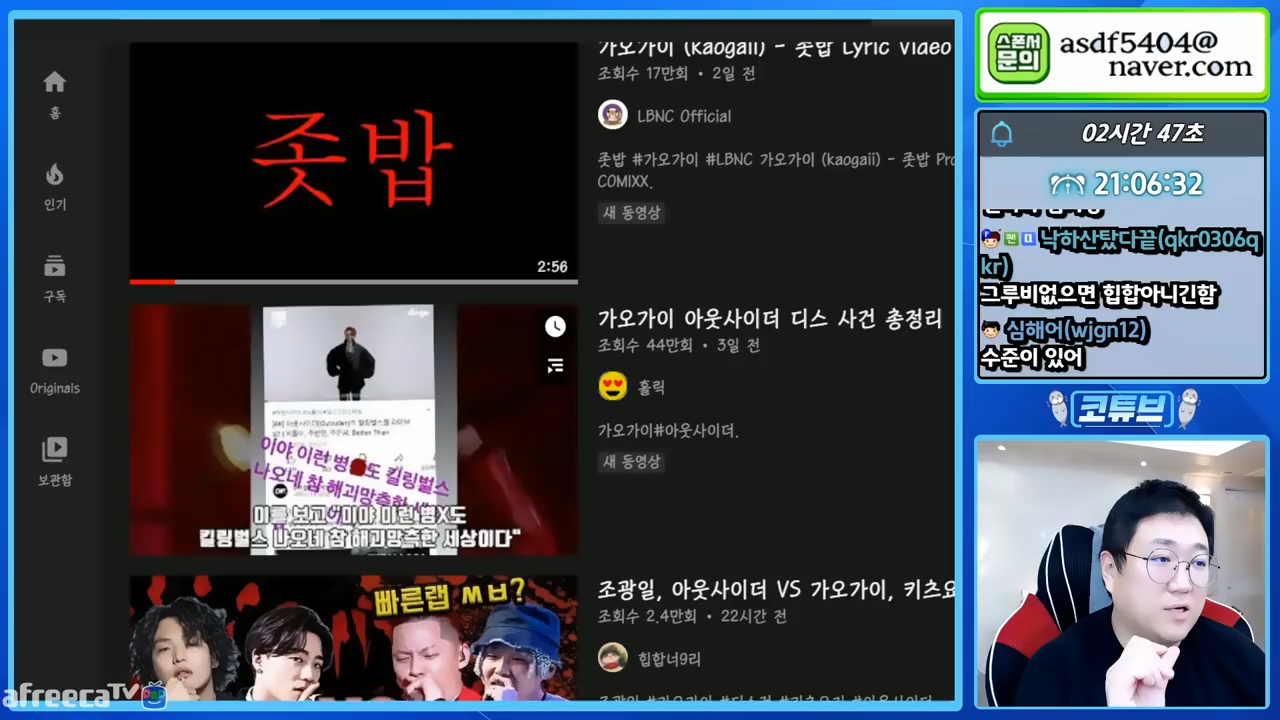 가오가이 (kaogaii) - 좃밥 Lyric Video
조회수 17만회 • 2일 전
LBNC Official
좃밥 #가오가이 #LBNC 가오가이 (kaogaii) - 좃밥 Pro
COMIXX.
새 동영상
좃밥
2:56
홈
인기
구독
Originals
보관함
가오가이 아웃사이더 디스 사건 총정리
조회수 44만회 • 3일 전
홀릭
가오가이#아웃사이더.
새 동영상
dingo
이야 이런 병 도 킬링벌스
나오네 참 해괴망측한 세
이를 보고 "이야 이런 병X도
킬링벌스 나오네 참 해괴망측한 세상이다"
빠른랩 ㅆㅂ?
조광일, 아웃사이더 VS 가오가이, 키츠요
조회수 2.4만회 • 22시간 전
힙합너9리
afreecaTV
스폰서
문의
asdf5404@
naver.com
02시간 47초
21:06:32
낙하산탔다끝(qkr0306q
kr)
그루비없으면 힙합아니긴함
심해어(wjgn12)
수준이 있어
코튜브